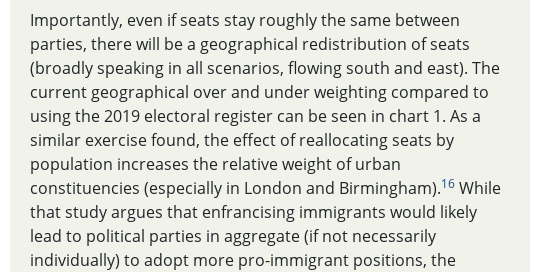 Importantly, even if seats stay roughly the same between
parties, there will be a geographical redistribution of seats
(broadly speaking in all scenarios, flowing south and east). The
current geographical over and under weighting compared to
using the 2019 electoral register can be seen in chart 1. As a
similar exercise found, the effect of reallocating seats by
population increases the relative weight of urban
constituencies (especially in London and Birmingham).16 While
that study argues that enfrancising immigrants would likely
lead to political parties in aggregate (if not necessarily
individually) to adopt more pro-immigrant positions, the